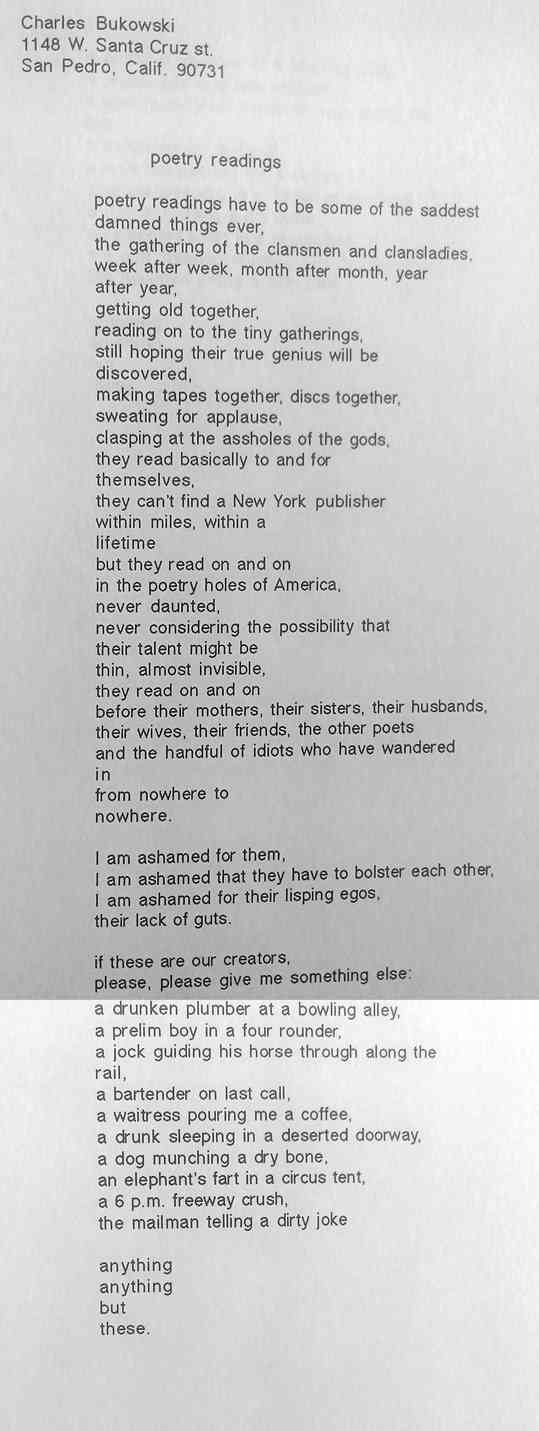 Charles Bukowski
1148 W. Santa Cruz st.
San Pedro, Calif. 90731
poetry readings
poetry readings have to be some of the saddest
damned things ever,
the gathering of the clansmen and clansladies,
week after week, month after month, year
after year,
getting old together,
reading on to the tiny gatherings,
still hoping their true genius will be
discovered,
making tapes together, discs together,
sweating for applause,
clasping at the assholes of the gods,
they read basically to and for
themselves,
they can't find a New York publisher
within miles, within a
lifetime
but they read on and on
in the poetry holes of America,
never daunted,
never considering the possibility that
their talent might be
thin, almost invisible,
they read on and on
before their mothers, their sisters, their husbands,
their wives, their friends, the other poets
and the handful of idiots who have wandered
in
from nowhere to
nowhere.
I am ashamed for them,
I am ashamed that they have to bolster each other,
I am ashamed for their lisping egos,
their lack of guts.
if these are our creators,
please, please give me something else:
a drunken plumber at a bowling alley,
a prelim boy in a four rounder,
a jock guiding his horse through along the
rail,
a bartender on last call,
a waitress pouring me a coffee,
a drunk sleeping in a deserted doorway,
a dog munching a dry bone,
an elephant's fart in a circus tent,
a 6 p.m. freeway crush,
the mailman telling a dirty joke
anything
anything
but
these.